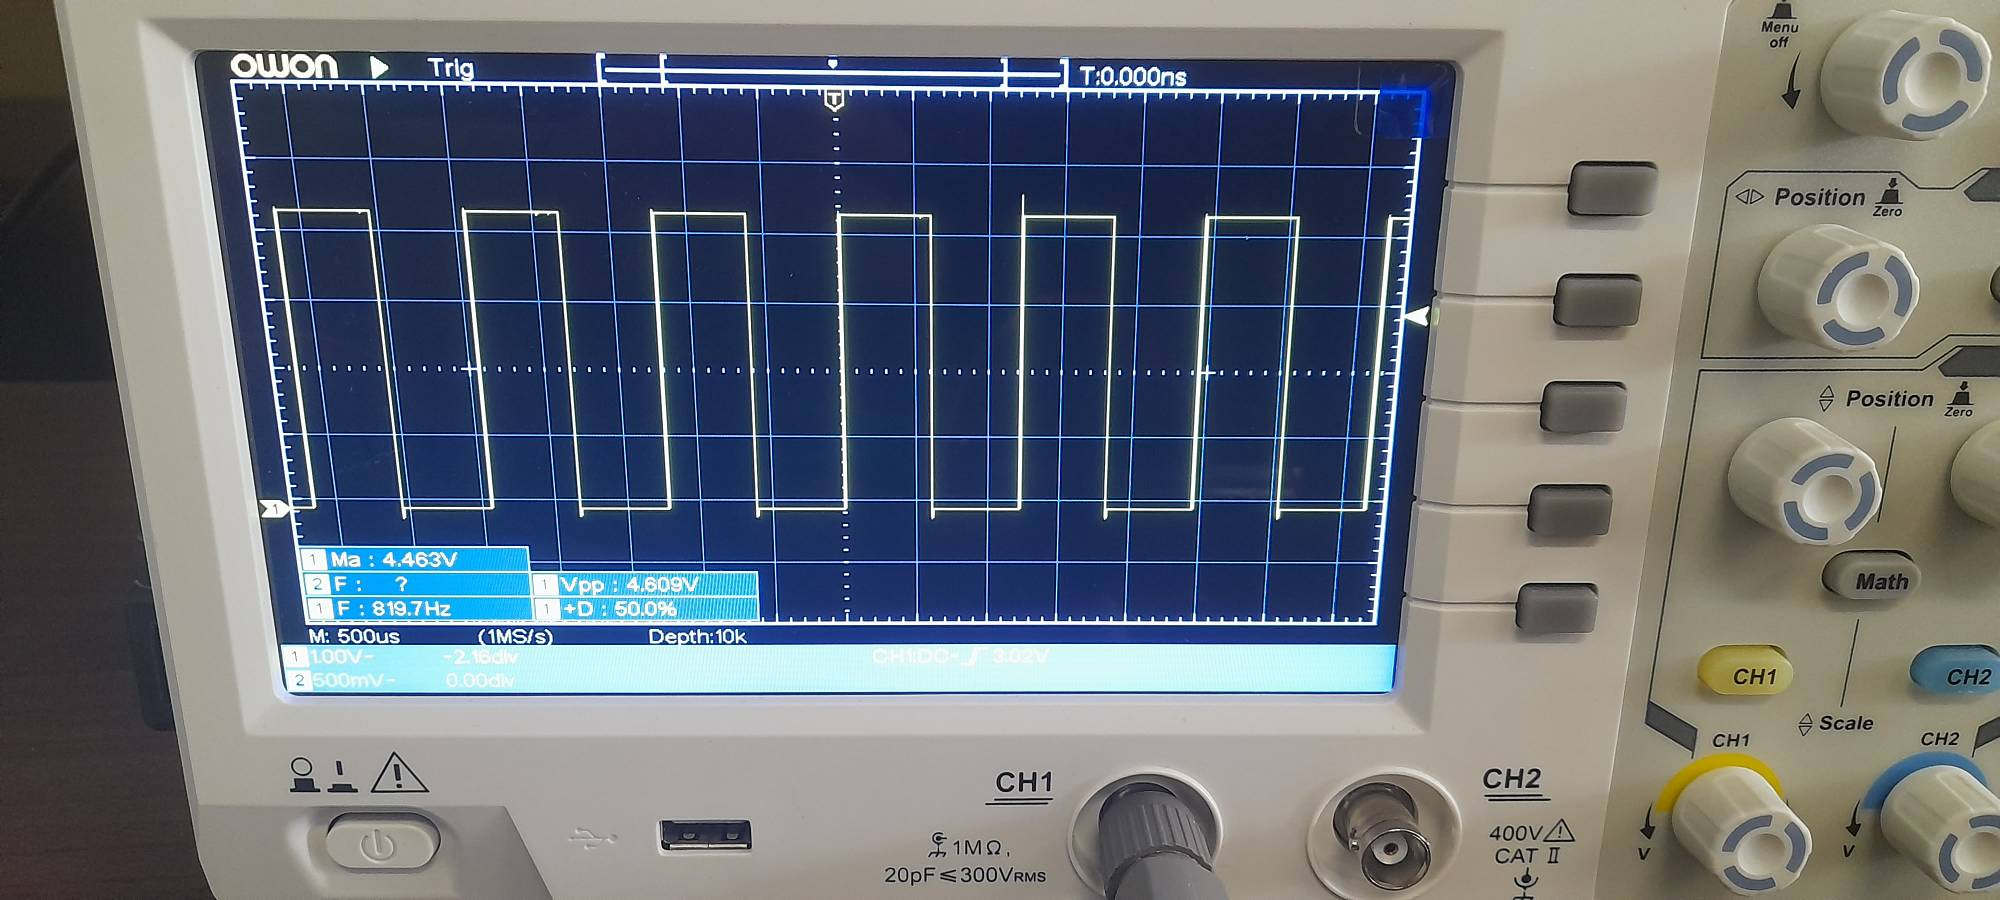 owon Trig T:0.000ns
T
1
1 Ma : 4.463V
2 F : ? 1 Vpp : 4.609V
1 F : 819.7Hz 1 +D : 50.0%
M: 500us (1MS/s) Depth:10k
1 1.00V- -2.16div CH1:DC- 3.02V
2 500mV- 0.00div
Menu
off
Position
Zero
Position
Zero
Math
CH1 CH2
Scale
CH1 CH2
V V
CH1 CH2
1MΩ,
20pF≤300VRMS
400V
CAT II